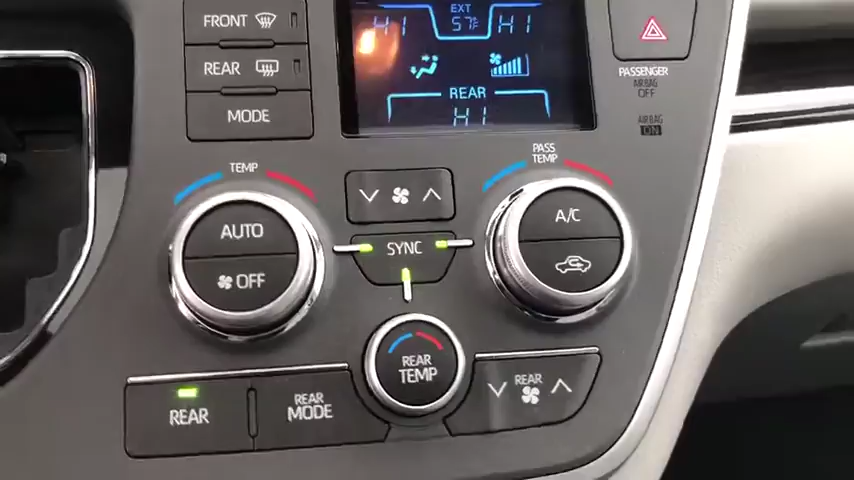 FRONT
REAR
MODE
EXT
HI 57°F HI
REAR
HI
PASSENGER
AIRBAG
OFF
AIRBAG
ON
TEMP
PASS
TEMP
AUTO
OFF
SYNC
A/C
REAR
TEMP
REAR
REAR
MODE
REAR